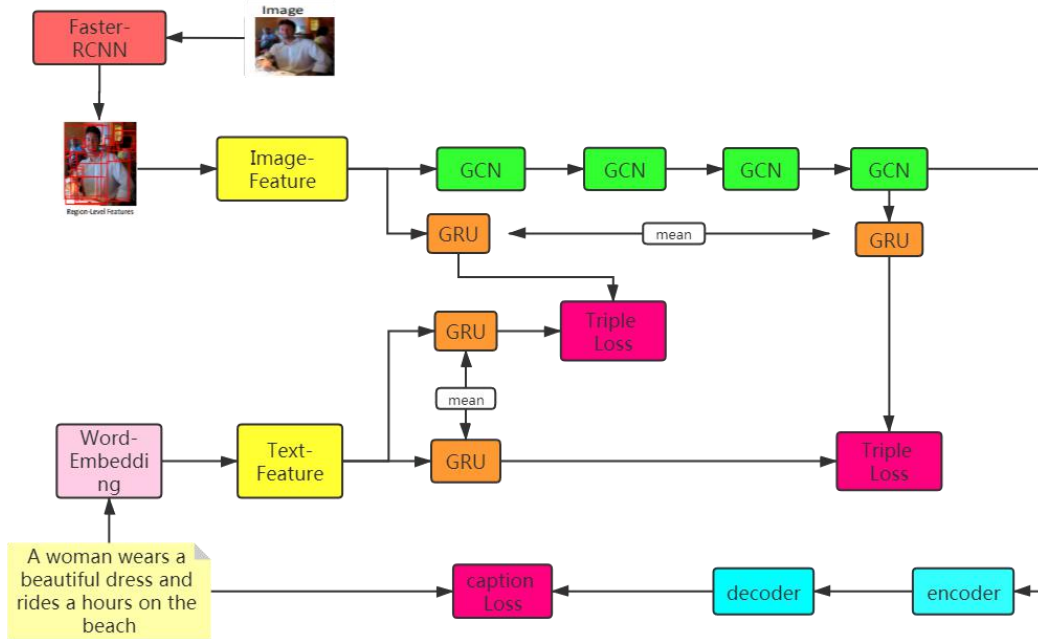 Image
Faster-
RCNN
Region-Level Features
Image-
Feature
GCN
GCN
GCN
GCN
GRU
mean
GRU
Triple
Loss
GRU
mean
GRU
Word-
Embeddi
ng
Text-
Feature
Triple
Loss
A woman wears a
beautiful dress and
rides a hours on the
beach
caption
Loss
decoder
encoder